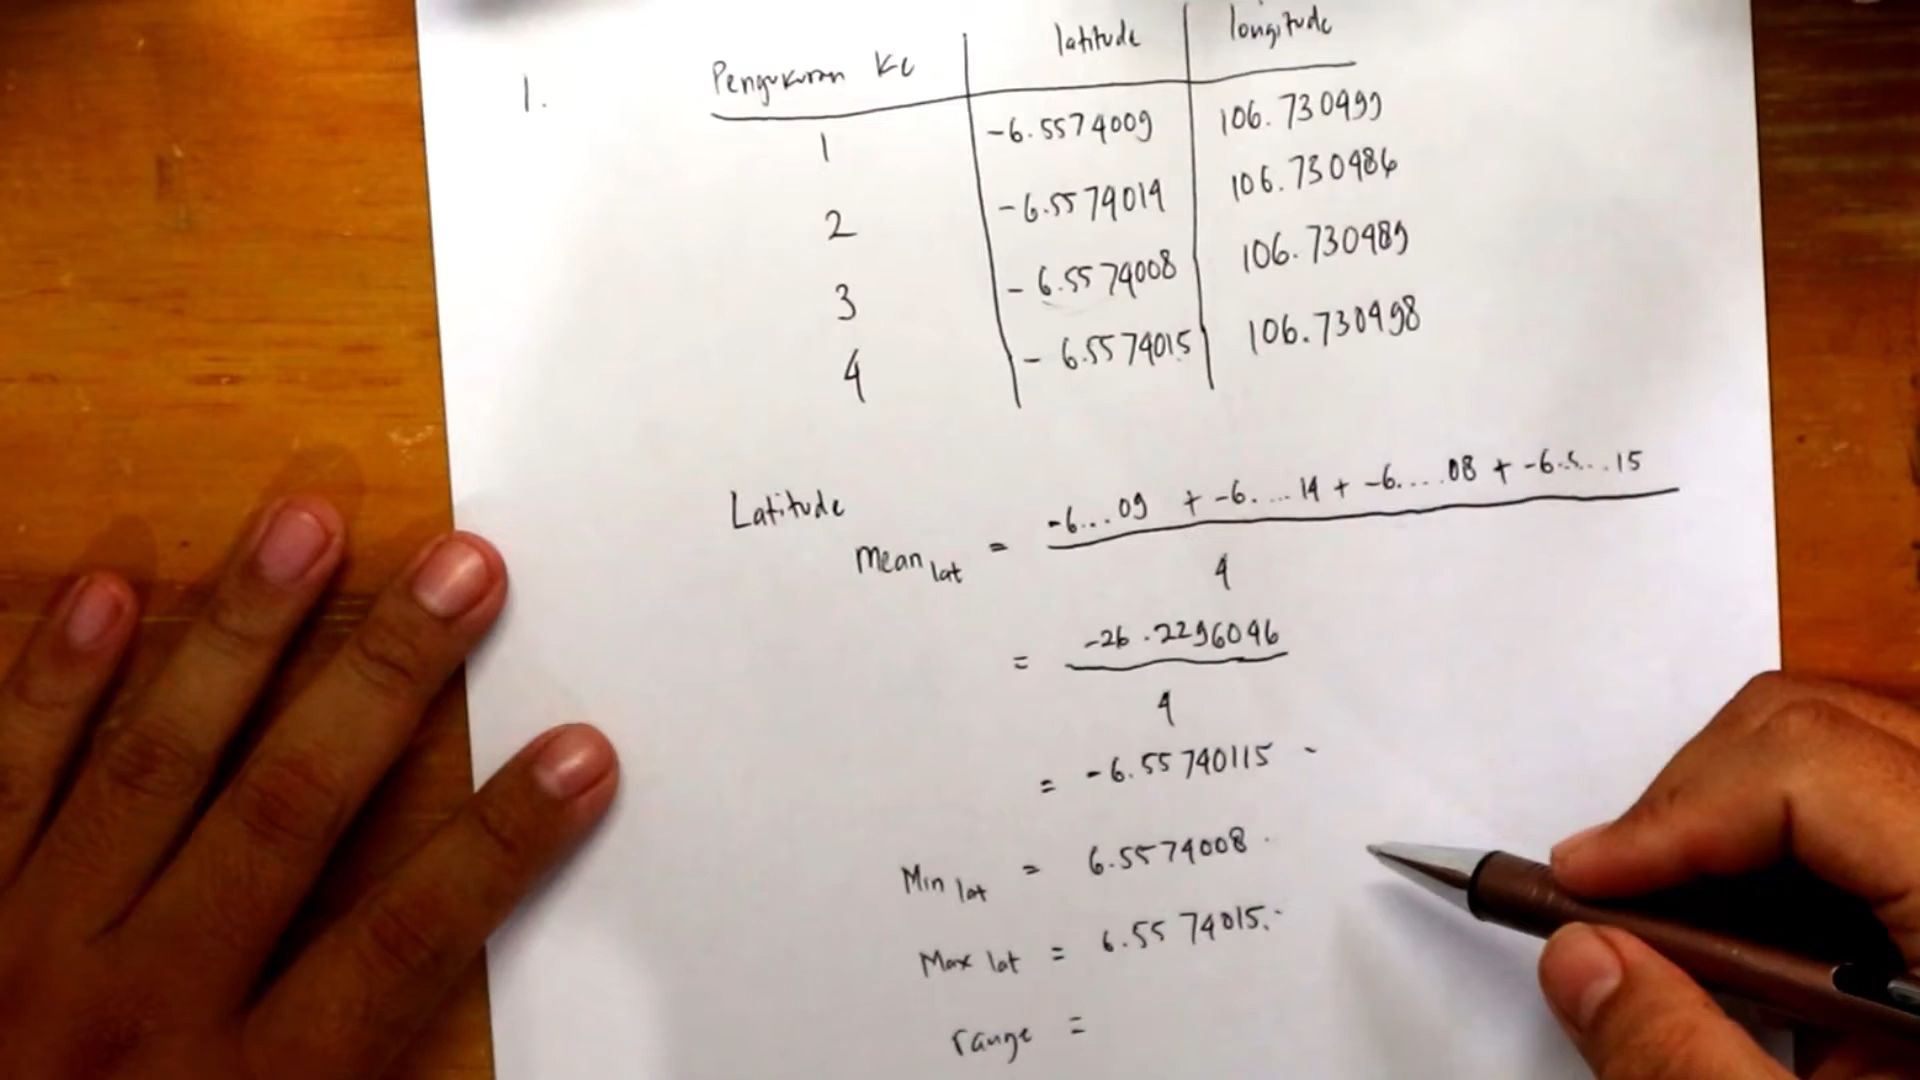 1. Pengukuran Ke latitude longitude
1 -6.5574009 106.730499
2 -6.5574014 106.730486
3 -6.5574008 106.730489
4 -6.5574015 106.730498
Latitude
Mean lat = -6...09 + -6....14 + -6....08 + -6.5...15
4
= -26.2296046
4
= -6.55740115
Min lat = 6.5574008
Max lat = 6.5574015
range =